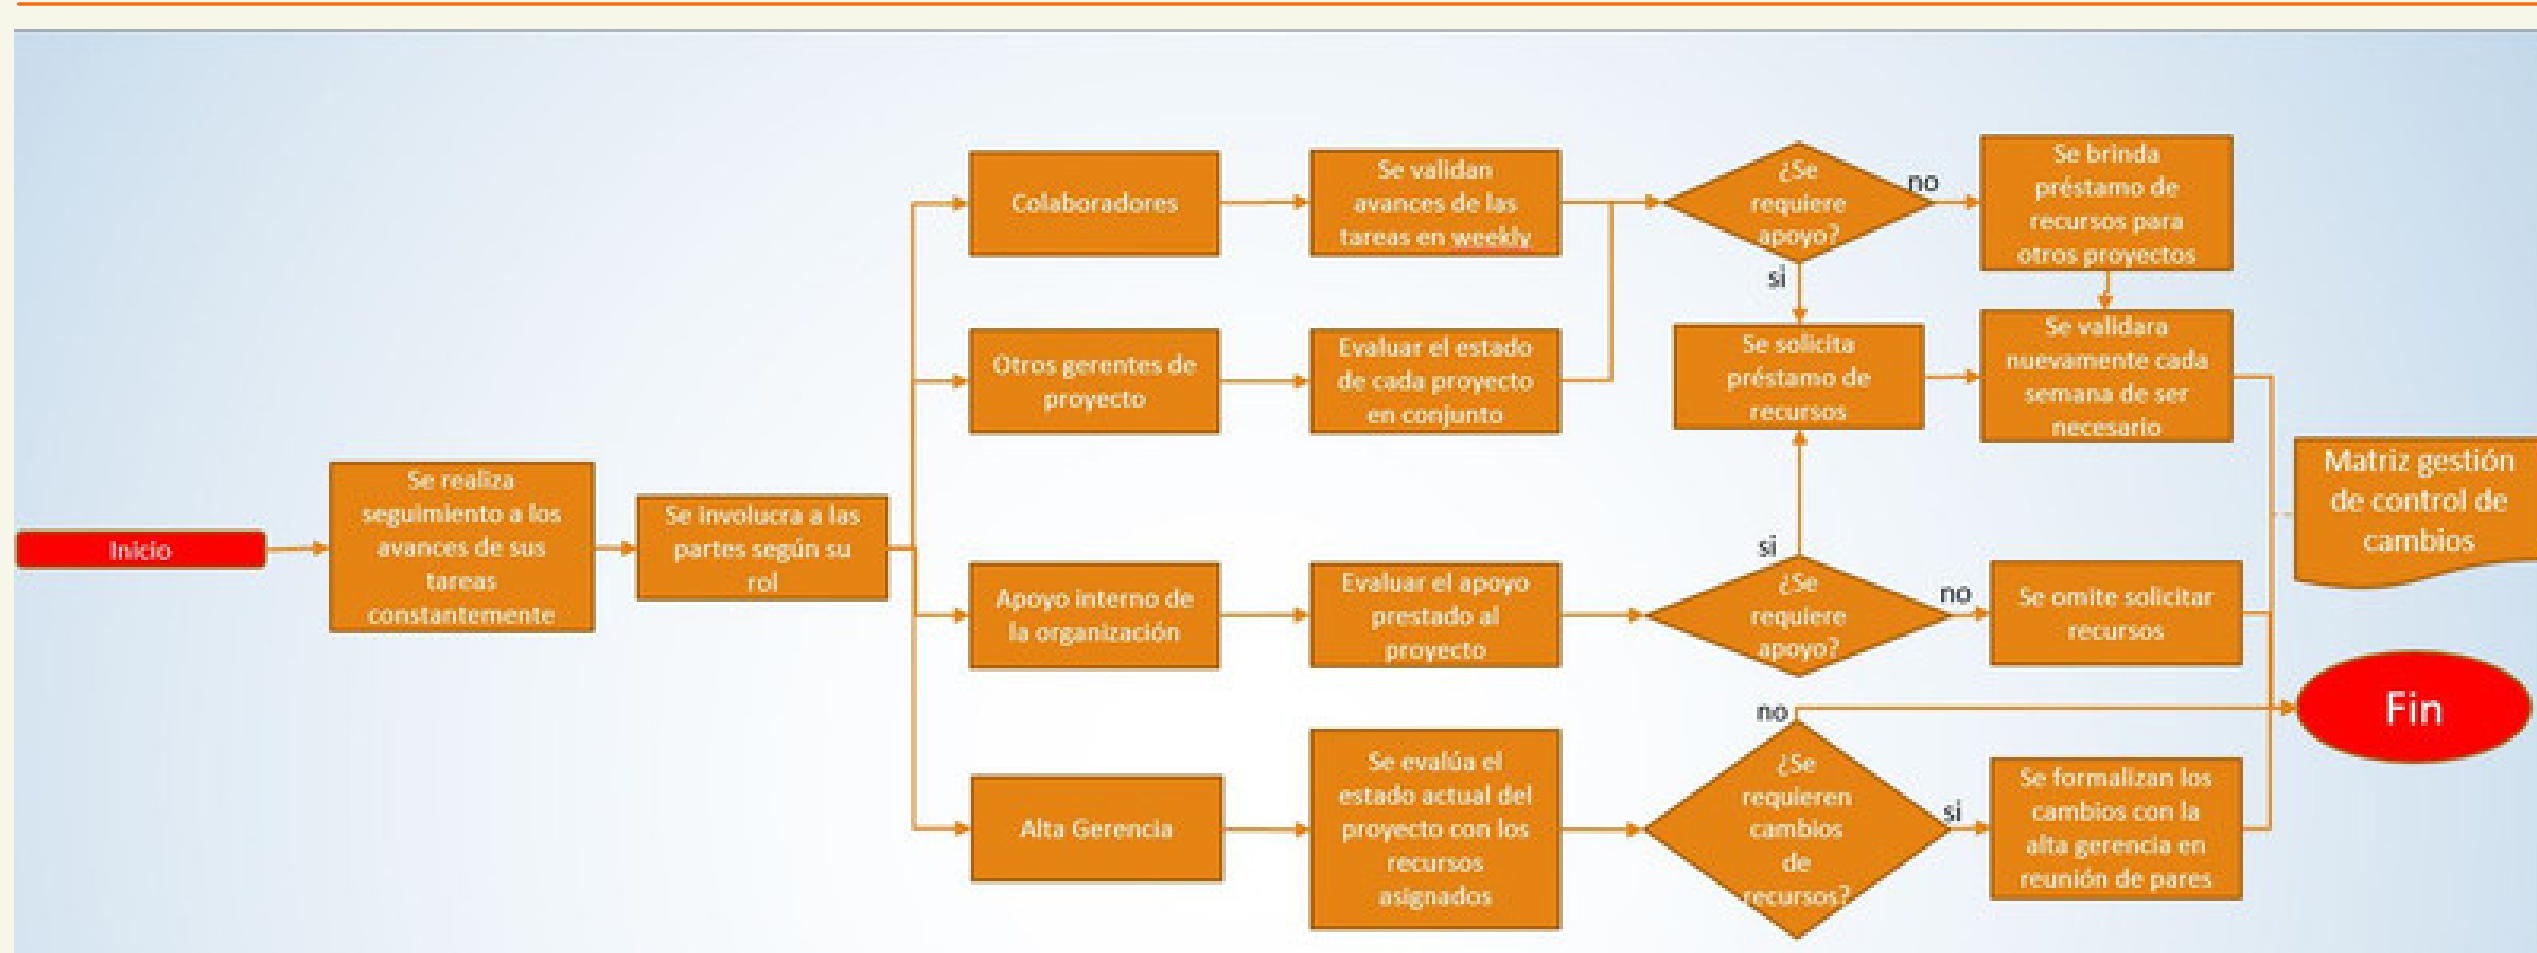 Inicio
Se realiza
seguimiento a los
avances de sus
tareas
constantemente
Se involucra a las
partes según su
rol
Colaboradores
Se validan
avances de las
tareas en weekly
¿Se
requiere
apoyo?
no
si
Se brinda
préstamo de
recursos para
otros proyectos
Otros gerentes de
proyecto
Evaluar el estado
de cada proyecto
en conjunto
Se solicita
préstamo de
recursos
Se validara
nuevamente cada
semana de ser
necesario
Matriz gestión
de control de
cambios
Apoyo interno de
la organización
Evaluar el apoyo
prestado al
proyecto
si
¿Se
requiere
apoyo?
no
Se omite solicitar
recursos
Alta Gerencia
Se evalúa el
estado actual del
proyecto con los
recursos
asignados
no
¿Se
requieren
cambios
de
recursos?
si
Se formalizan los
cambios con la
alta gerencia en
reunión de pares
Fin